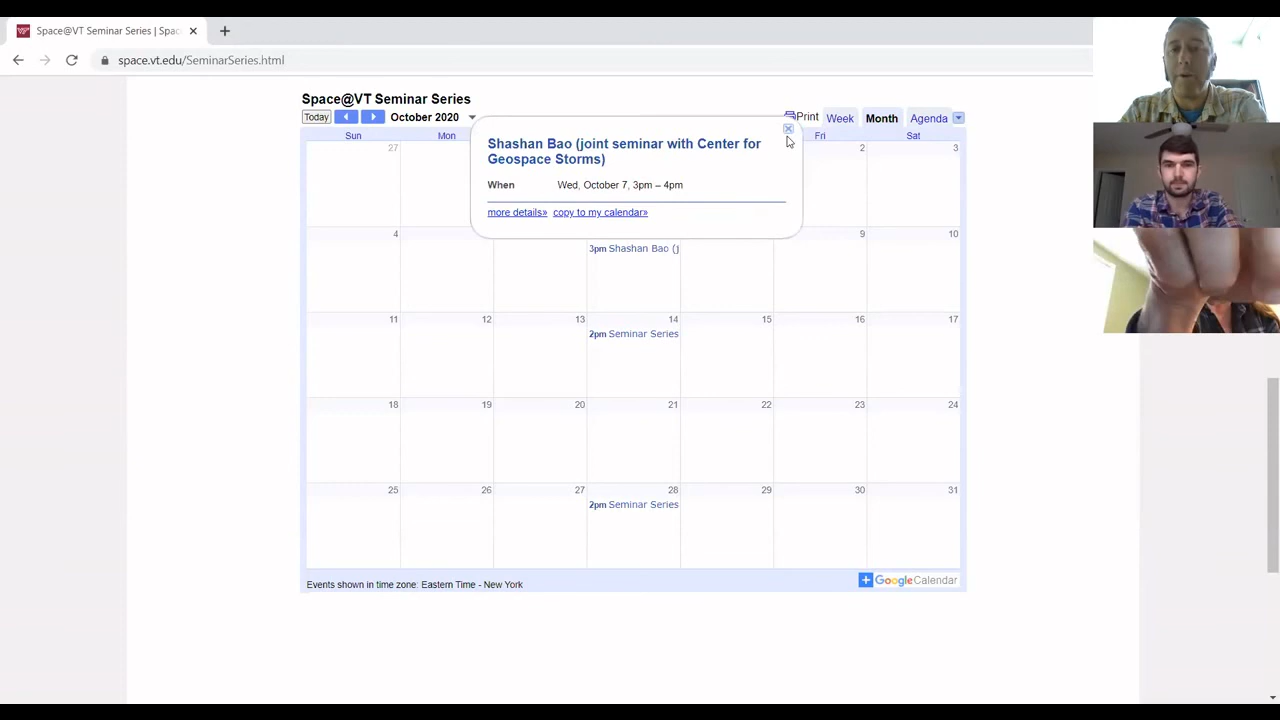 Space@VT Seminar Series | Spac
space.vt.edu/SeminarSeries.html
Space@VT Seminar Series
Today
October 2020
Print
Week
Month
Agenda
Sun
Mon
Fri
Sat
Shashan Bao (joint seminar with Center for
Geospace Storms)
When
Wed, October 7, 3pm – 4pm
more details»
copy to my calendar»
27
2
3
4
9
10
3pm Shashan Bao (j
11
12
13
14
15
16
17
2pm Seminar Series
18
19
20
21
22
23
24
25
26
27
28
29
30
31
2pm Seminar Series
Events shown in time zone: Eastern Time - New York
Google Calendar